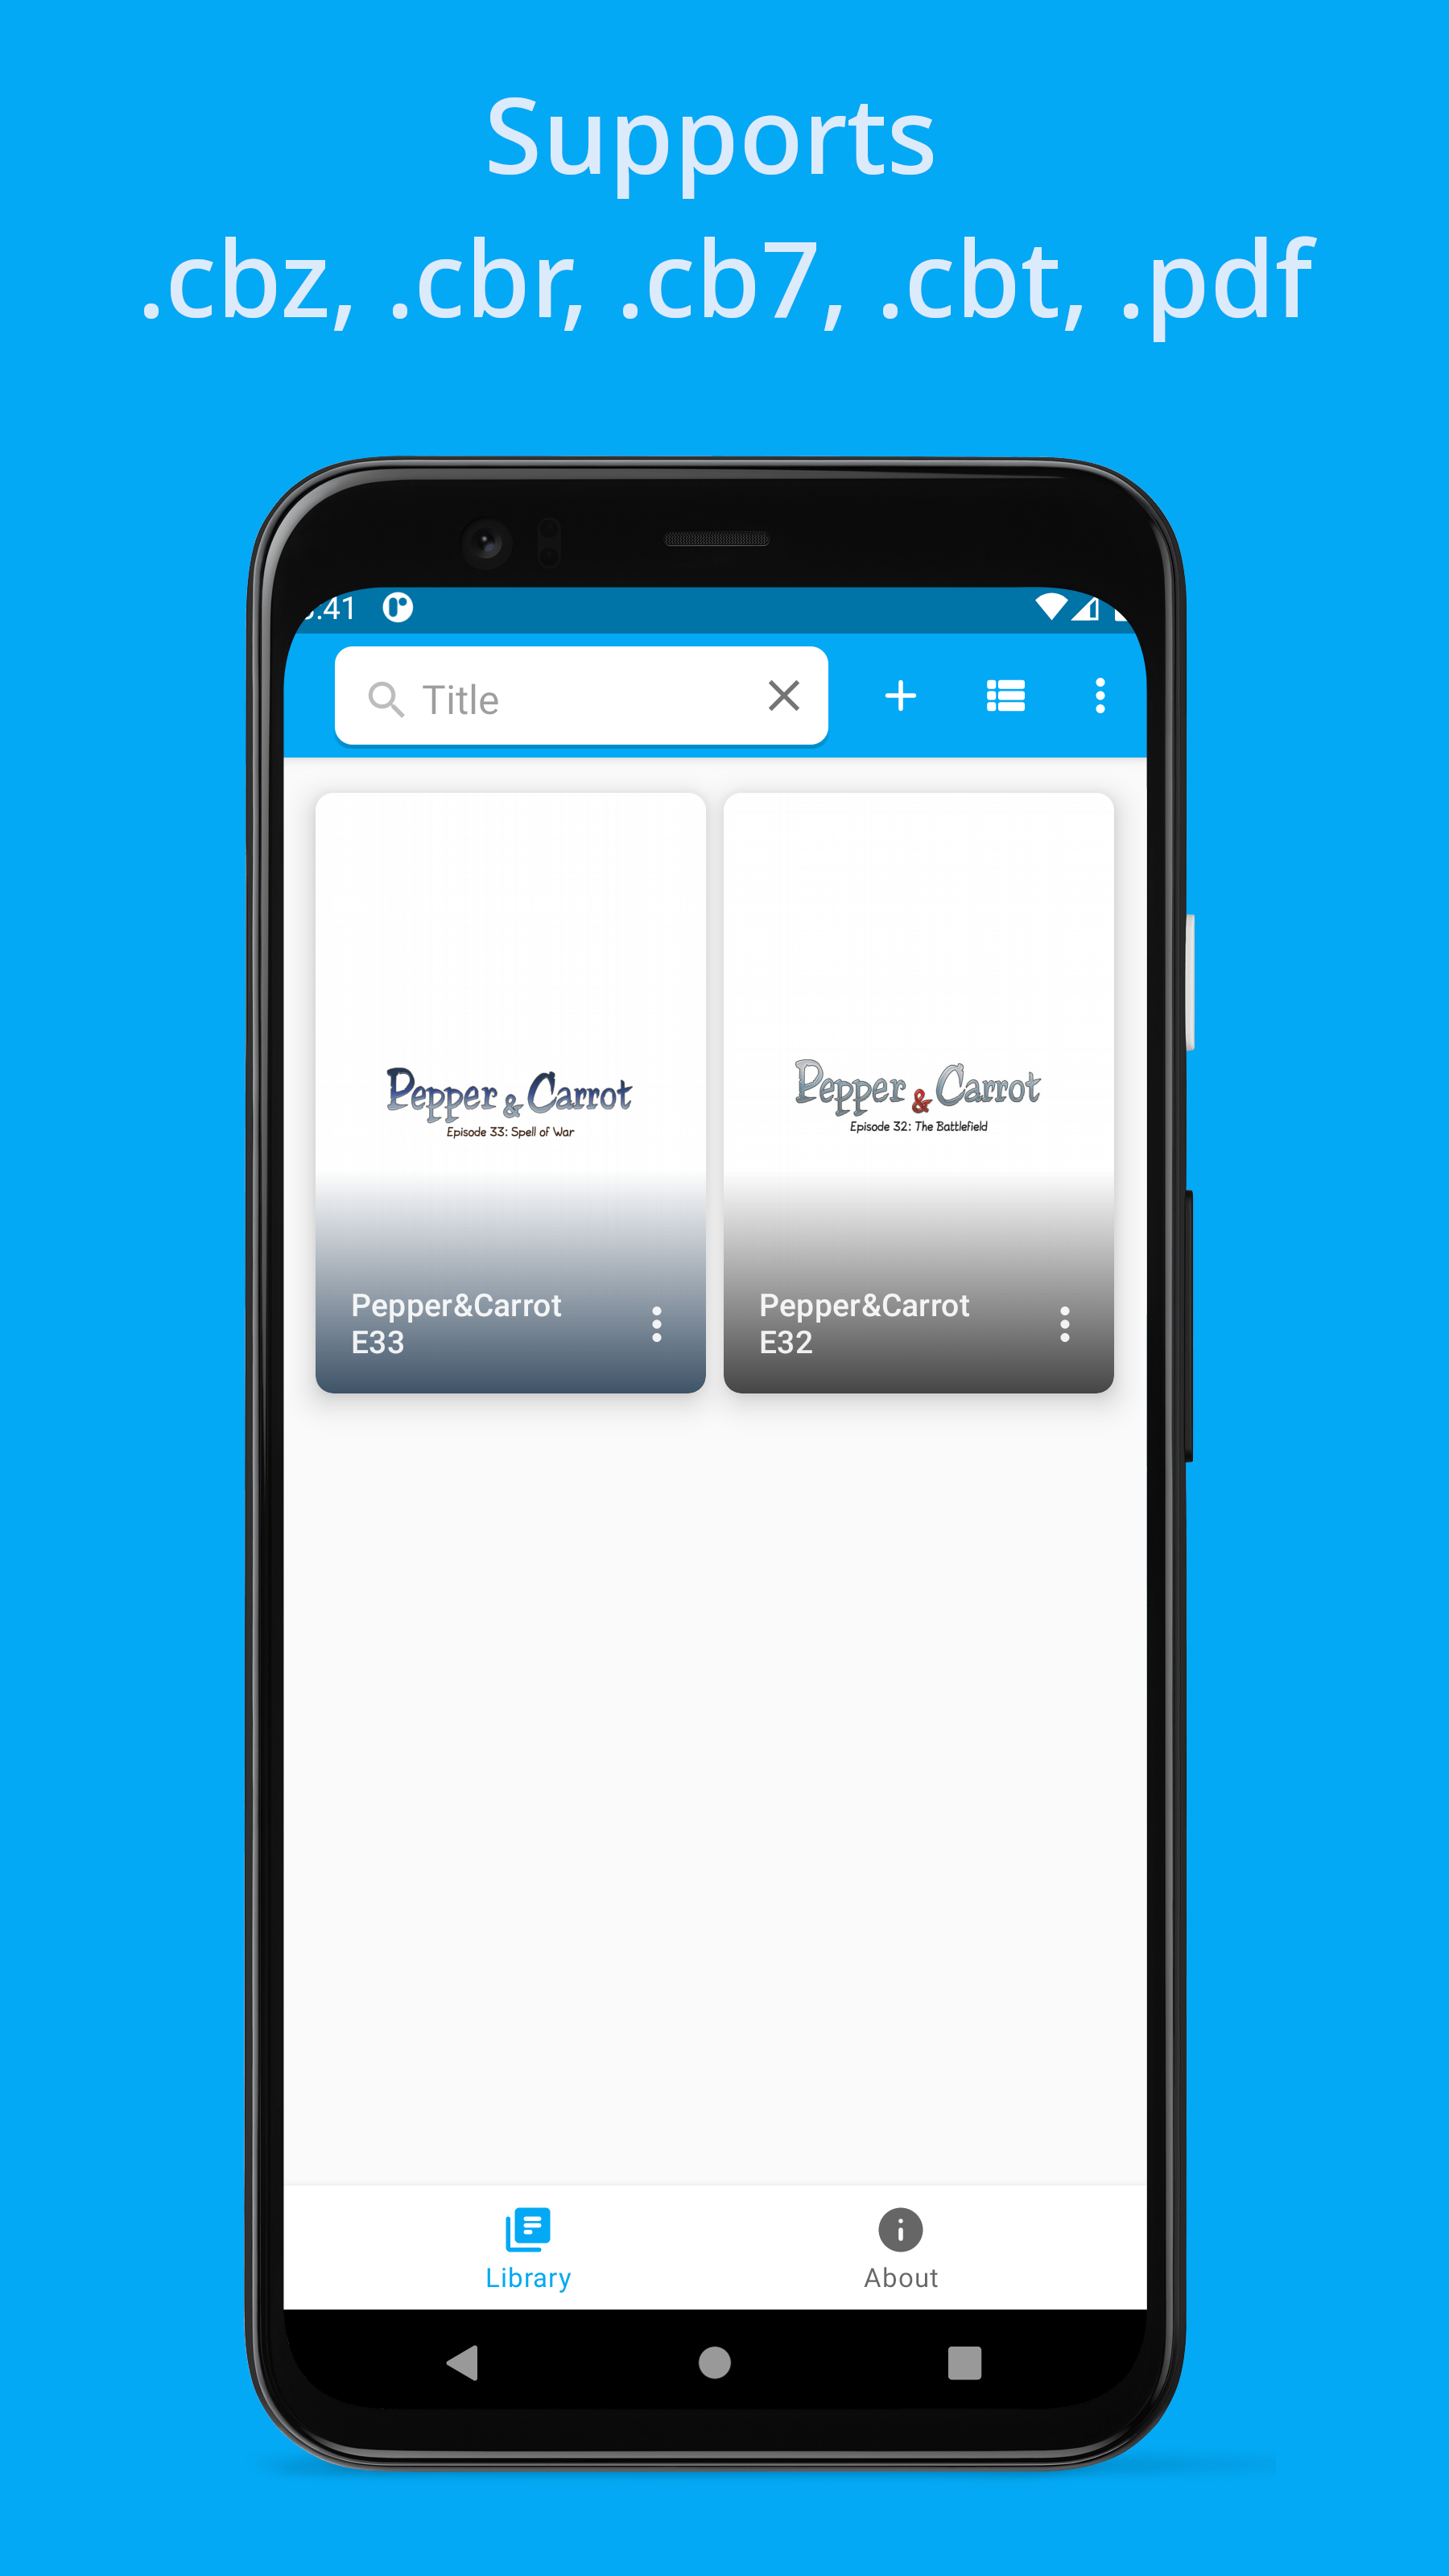 Supports
.cbz, .cbr, .cb7, .cbt, .pdf
:41
Title
Pepper & Carrot
Episode 33: Spell of War
Pepper&Carrot
E33
Pepper & Carrot
Episode 32: The Battlefield
Pepper&Carrot
E32
Library
About